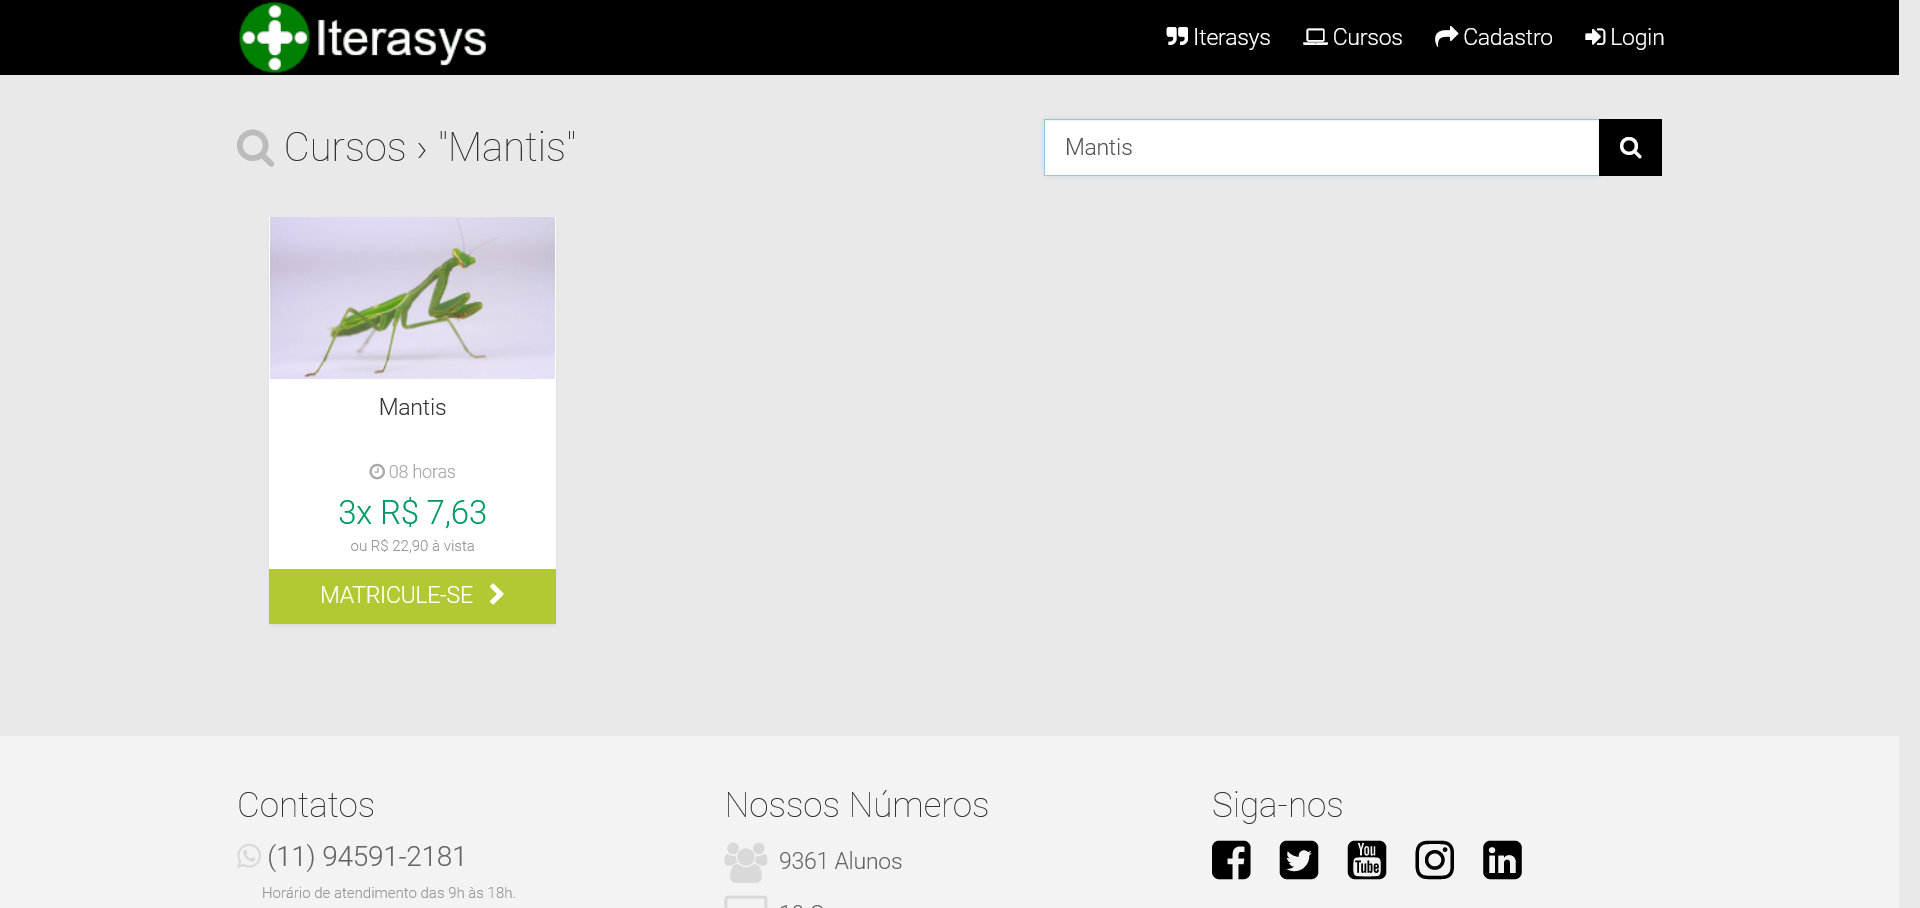 Iterasys
Iterasys
Cursos
Cadastro
Login
Cursos › "Mantis"
Mantis
Mantis
08 horas
3x R$ 7,63
ou R$ 22,90 à vista
MATRICULE-SE
Contatos
(11) 94591-2181
Horário de atendimento das 9h às 18h.
Nossos Números
9361 Alunos
Siga-nos
You
Tube
in